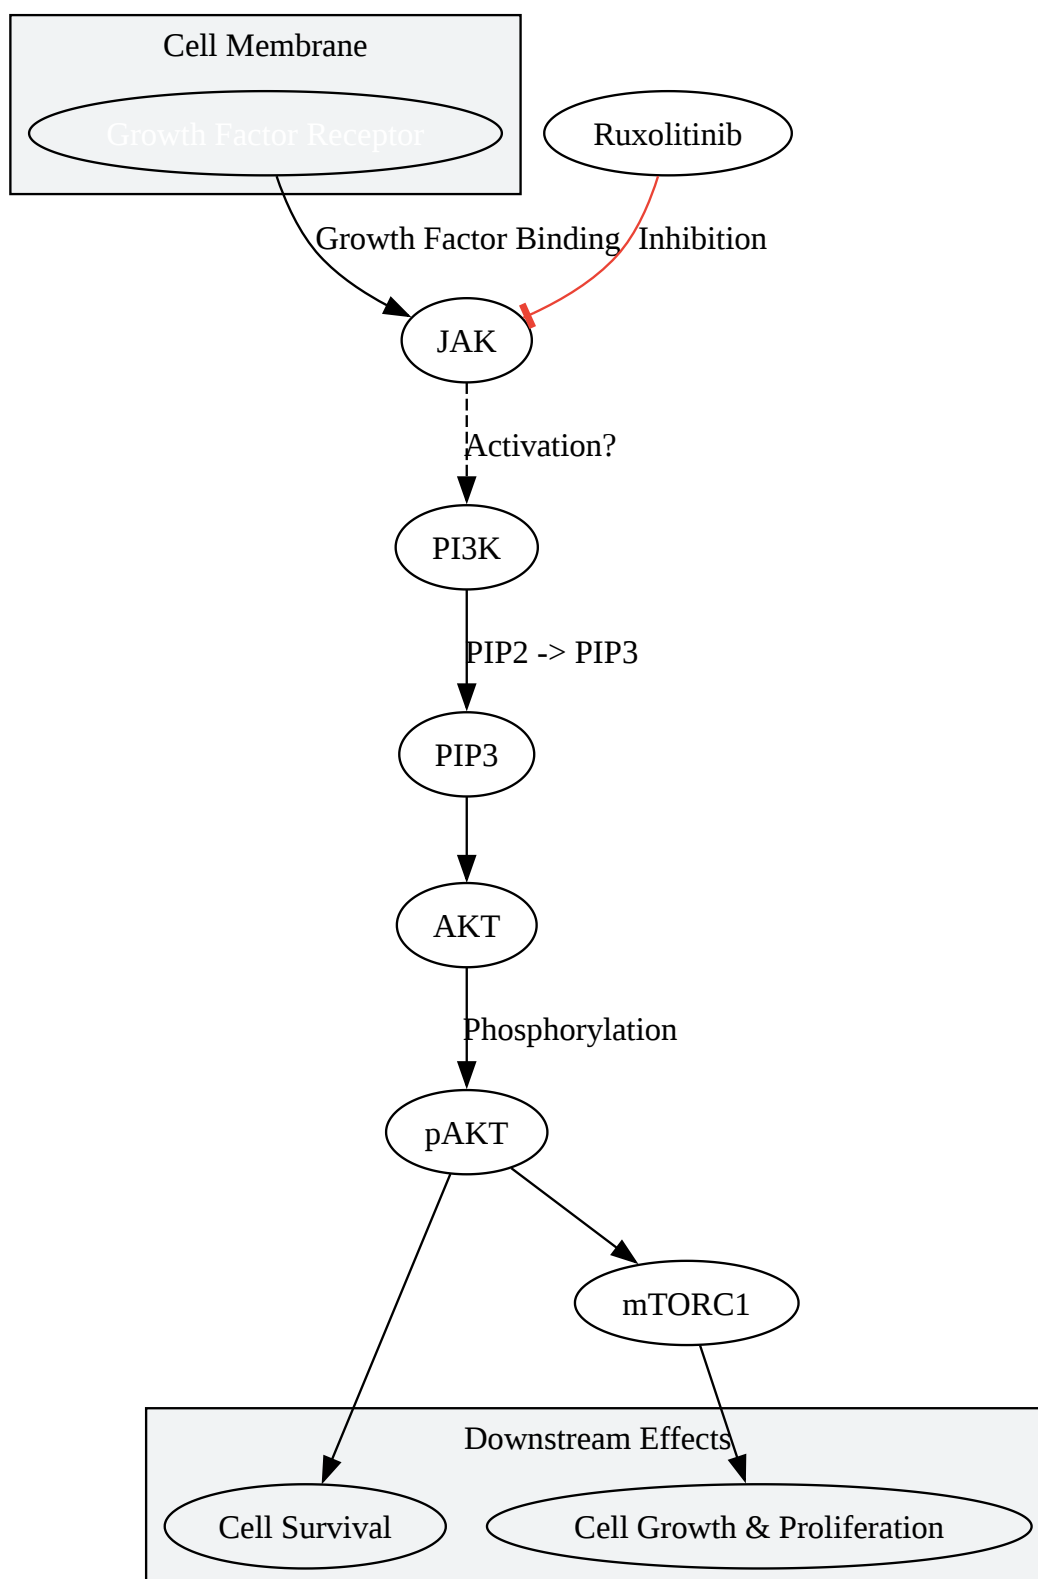 Cell Membrane
Growth Factor Receptor
Ruxolitinib
Growth Factor Binding
Inhibition
JAK
Activation?
PI3K
PIP2 -> PIP3
PIP3
AKT
Phosphorylation
pAKT
mTORC1
Downstream Effects
Cell Survival
Cell Growth & Proliferation